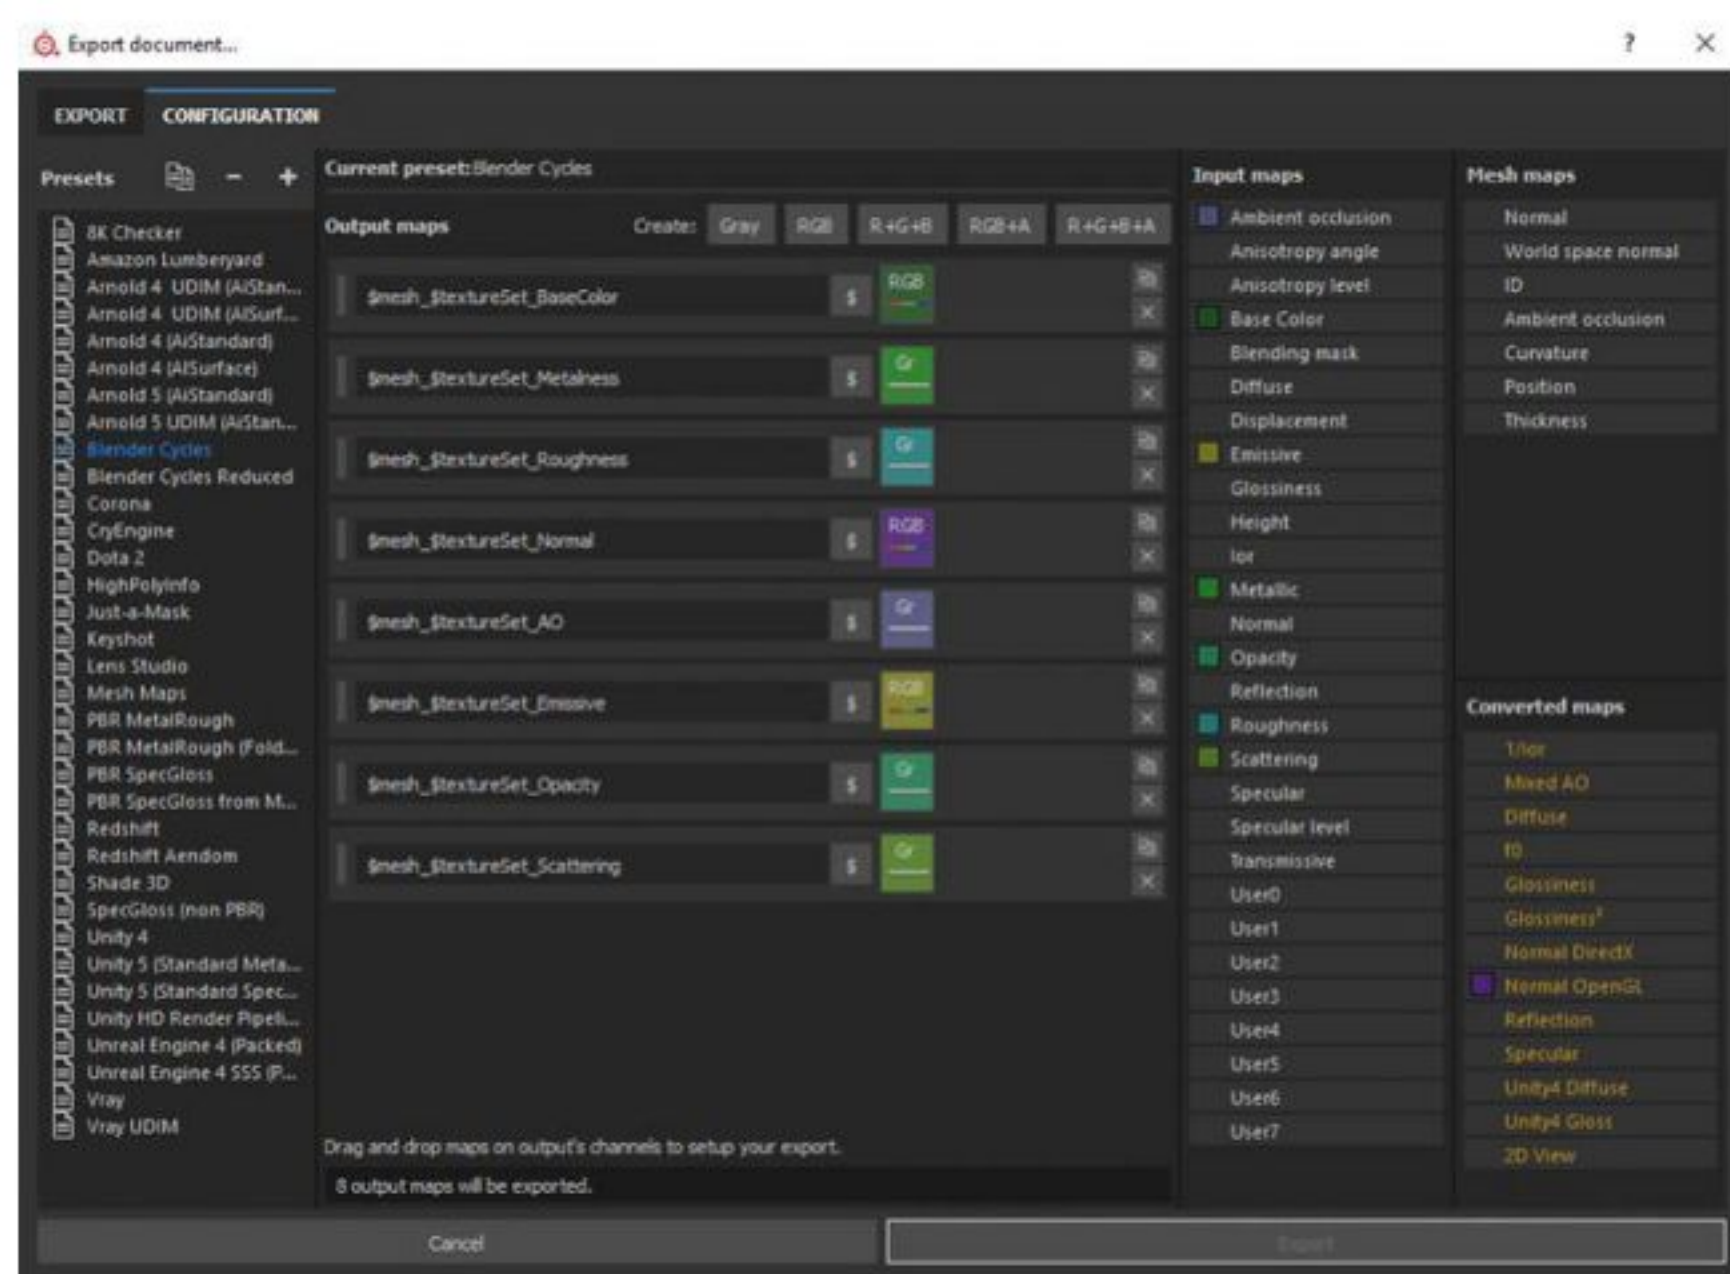 Export document...
?
EXPORT
CONFIGURATION
Presets
8K Checker
Amazon Lumberyard
Arnold 4 UDIM (AiStan...
Arnold 4 UDIM (AlSurf...
Arnold 4 (AiStandard)
Arnold 4 (AlSurface)
Arnold 5 (AiStandard)
Arnold 5 UDIM (AiStan...
Blender Cycles
Blender Cycles Reduced
Corona
CryEngine
Dota 2
HighPolyInfo
Just-a-Mask
Keyshot
Lens Studio
Mesh Maps
PBR MetalRough
PBR MetalRough (Fold...
PBR SpecGloss
PBR SpecGloss from M...
Redshift
Redshift Aendom
Shade 3D
SpecGloss (non PBR)
Unity 4
Unity 5 (Standard Meta...
Unity 5 (Standard Spec...
Unity HD Render Pipeli...
Unreal Engine 4 (Packed)
Unreal Engine 4 SSS (P...
Vray
Vray UDIM
Current preset: Blender Cycles
Output maps
Create: Gray RGB R+G+B RGB+A R+G+B+A
$mesh_$textureSet_BaseColor $ RGB
$mesh_$textureSet_Metalness $ Gr
$mesh_$textureSet_Roughness $ Gr
$mesh_$textureSet_Normal $ RGB
$mesh_$textureSet_AO $ Gr
$mesh_$textureSet_Emissive $ RGB
$mesh_$textureSet_Opacity $ Gr
$mesh_$textureSet_Scattering $ Gr
Drag and drop maps on output's channels to setup your export.
8 output maps will be exported.
Input maps
Ambient occlusion
Anisotropy angle
Anisotropy level
Base Color
Blending mask
Diffuse
Displacement
Emissive
Glossiness
Height
Ior
Metallic
Normal
Opacity
Reflection
Roughness
Scattering
Specular
Specular level
Transmissive
User0
User1
User2
User3
User4
User5
User6
User7
Mesh maps
Normal
World space normal
ID
Ambient occlusion
Curvature
Position
Thickness
Converted maps
1/Ior
Mixed AO
Diffuse
f0
Glossiness
Glossiness²
Normal DirectX
Normal OpenGL
Reflection
Specular
Unity4 Diffuse
Unity4 Gloss
2D View
Cancel
Export